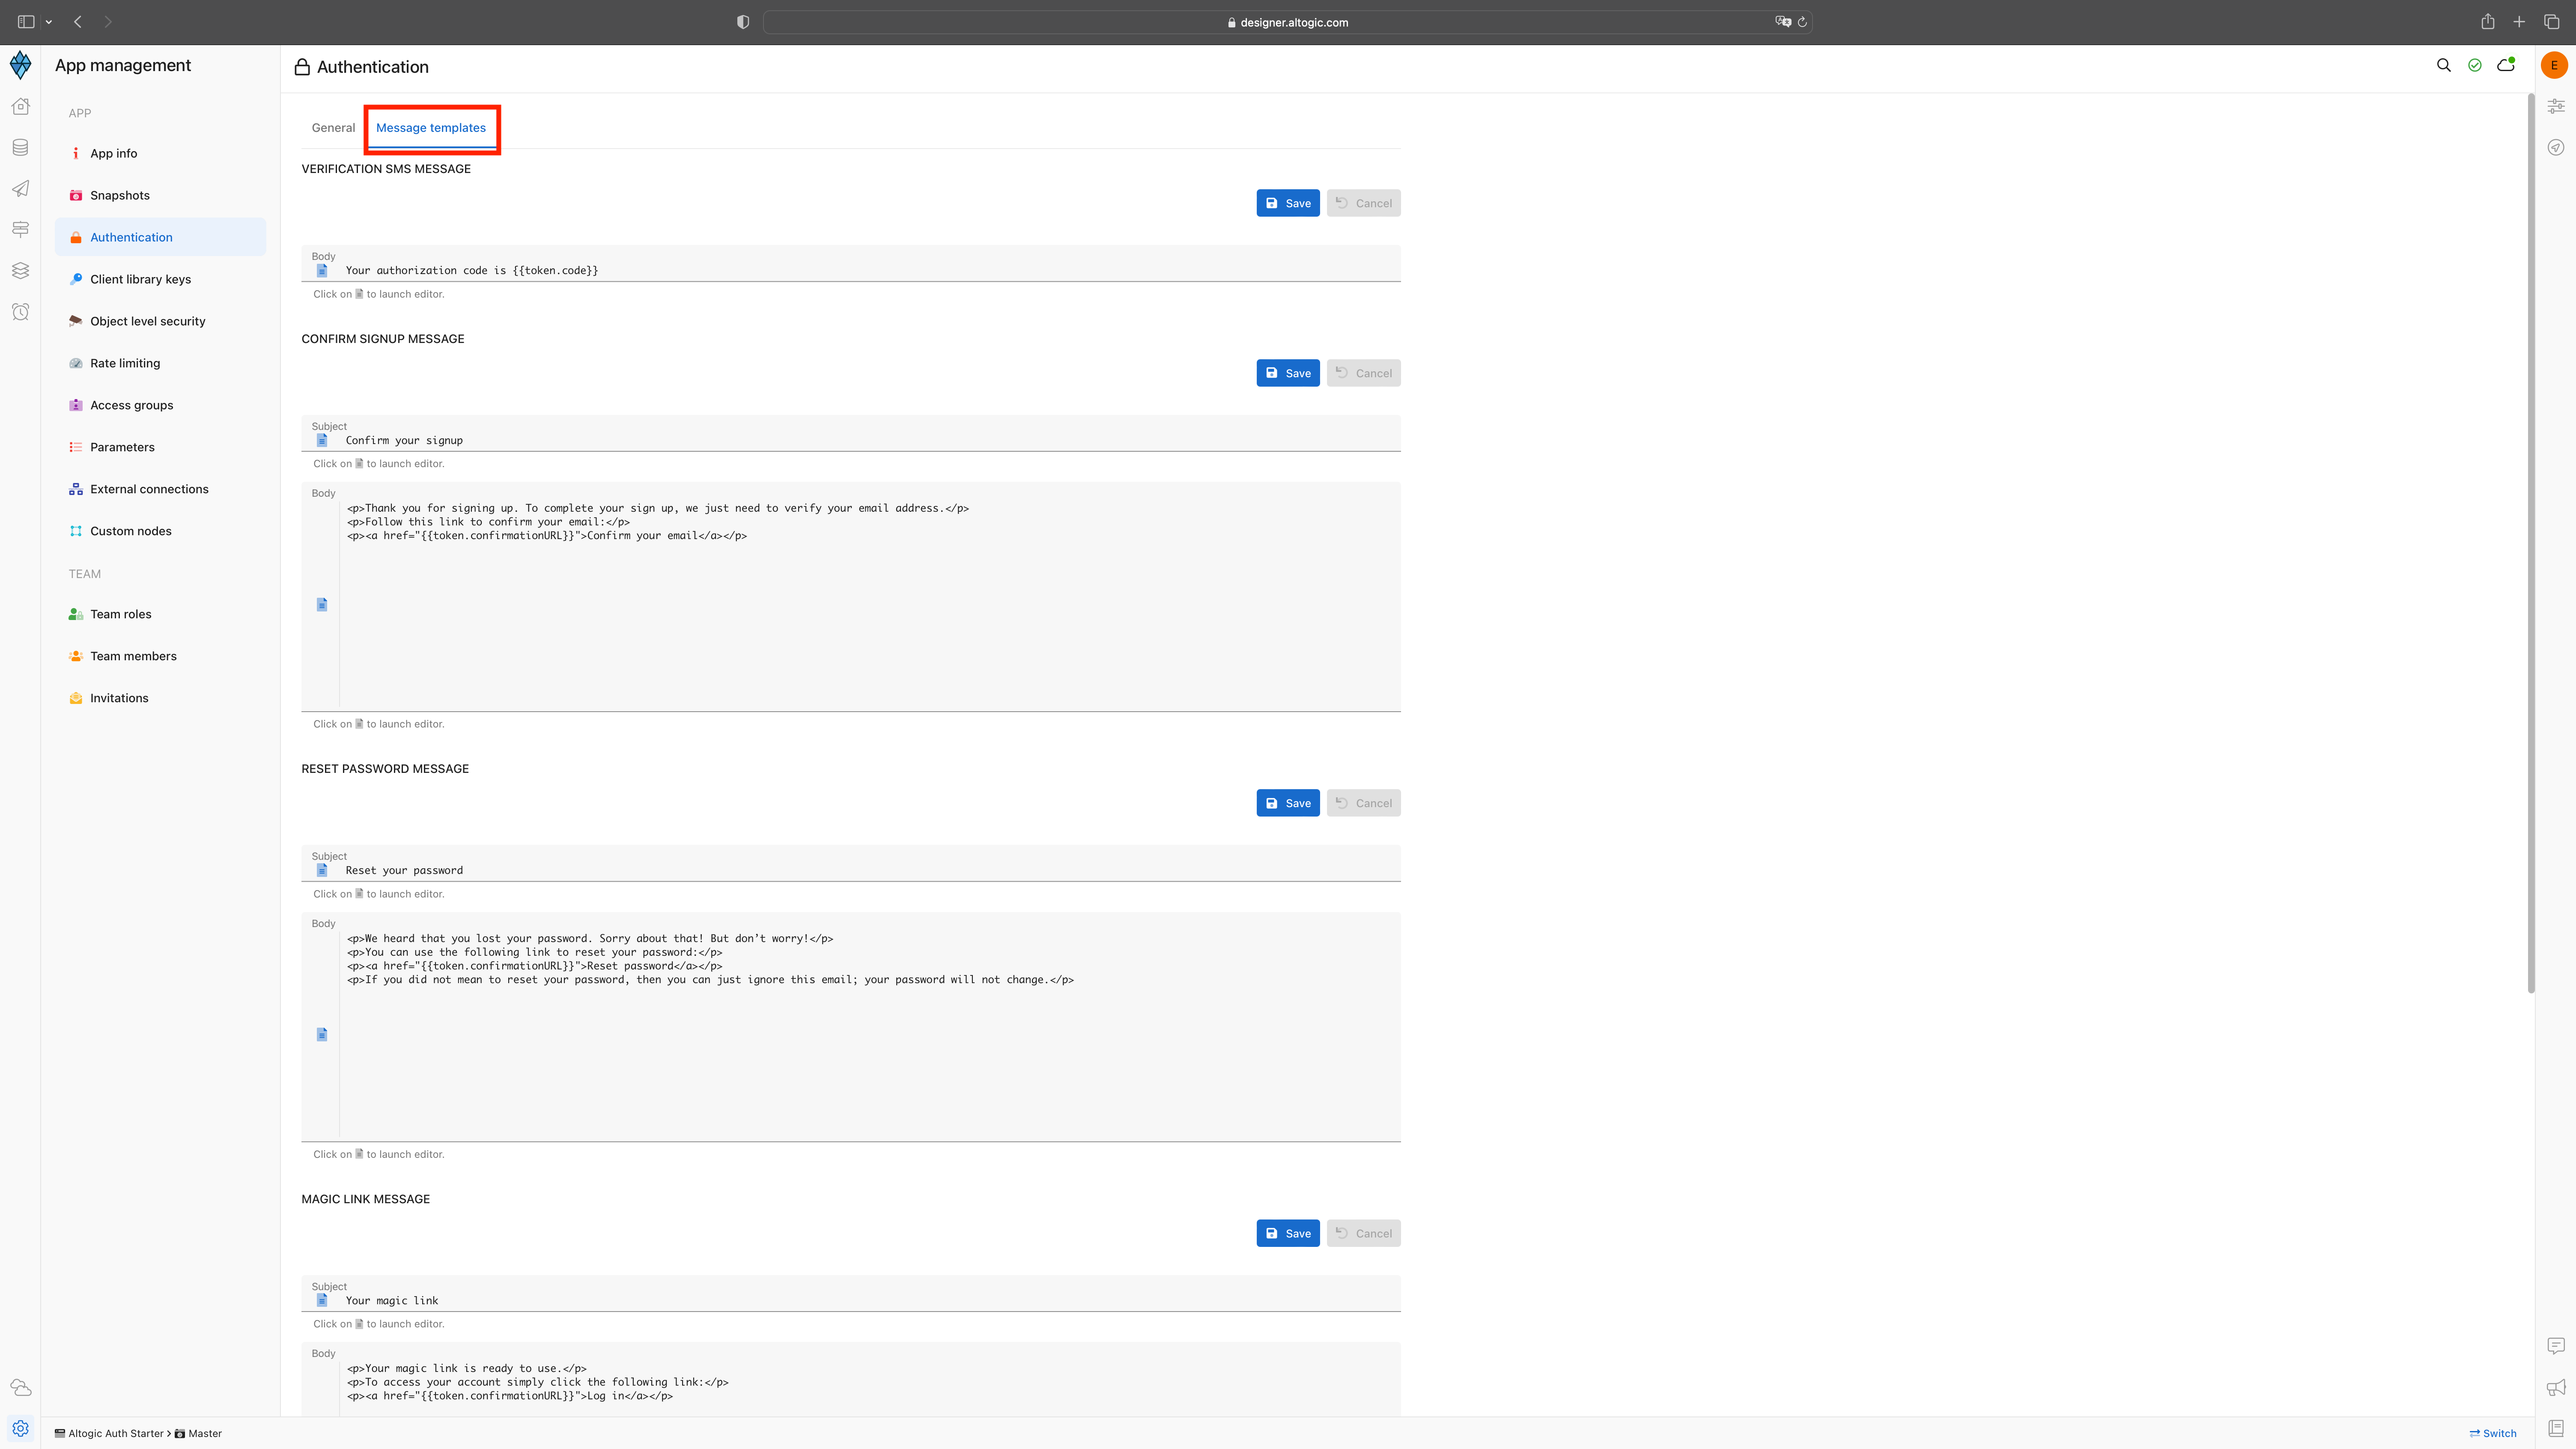 designer.altogic.com
App management
Authentication
E
APP
App info
Snapshots
Authentication
Client library keys
Object level security
Rate limiting
Access groups
Parameters
External connections
Custom nodes
TEAM
Team roles
Team members
Invitations
General
Message templates
VERIFICATION SMS MESSAGE
Save
Cancel
Body
Your authorization code is {{token.code}}
Click on to launch editor.
CONFIRM SIGNUP MESSAGE
Save
Cancel
Subject
Confirm your signup
Click on to launch editor.
Body
<p>Thank you for signing up. To complete your sign up, we just need to verify your email address.</p>
<p>Follow this link to confirm your email:</p>
<p><a href="{{token.confirmationURL}}">Confirm your email</a></p>
Click on to launch editor.
RESET PASSWORD MESSAGE
Save
Cancel
Subject
Reset your password
Click on to launch editor.
Body
<p>We heard that you lost your password. Sorry about that! But don’t worry!</p>
<p>You can use the following link to reset your password:</p>
<p><a href="{{token.confirmationURL}}">Reset password</a></p>
<p>If you did not mean to reset your password, then you can just ignore this email; your password will not change.</p>
Click on to launch editor.
MAGIC LINK MESSAGE
Save
Cancel
Subject
Your magic link
Click on to launch editor.
Body
<p>Your magic link is ready to use.</p>
<p>To access your account simply click the following link:</p>
<p><a href="{{token.confirmationURL}}">Log in</a></p>
Altogic Auth Starter > Master
Switch